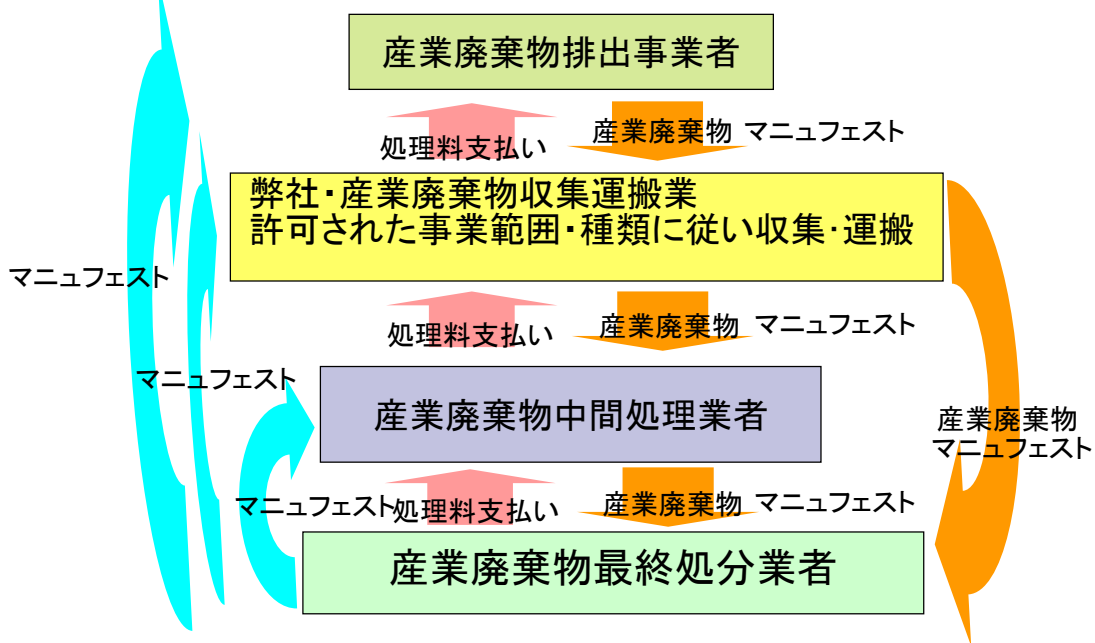 産業廃棄物排出事業者
処理料支払い
産業廃棄物 マニュフェスト
弊社・産業廃棄物収集運搬業
許可された事業範囲・種類に従い収集・運搬
マニュフェスト
処理料支払い
産業廃棄物 マニュフェスト
マニュフェスト
産業廃棄物中間処理業者
産業廃棄物
マニュフェスト
マニュフェスト
処理料支払い
産業廃棄物 マニュフェスト
産業廃棄物最終処分業者